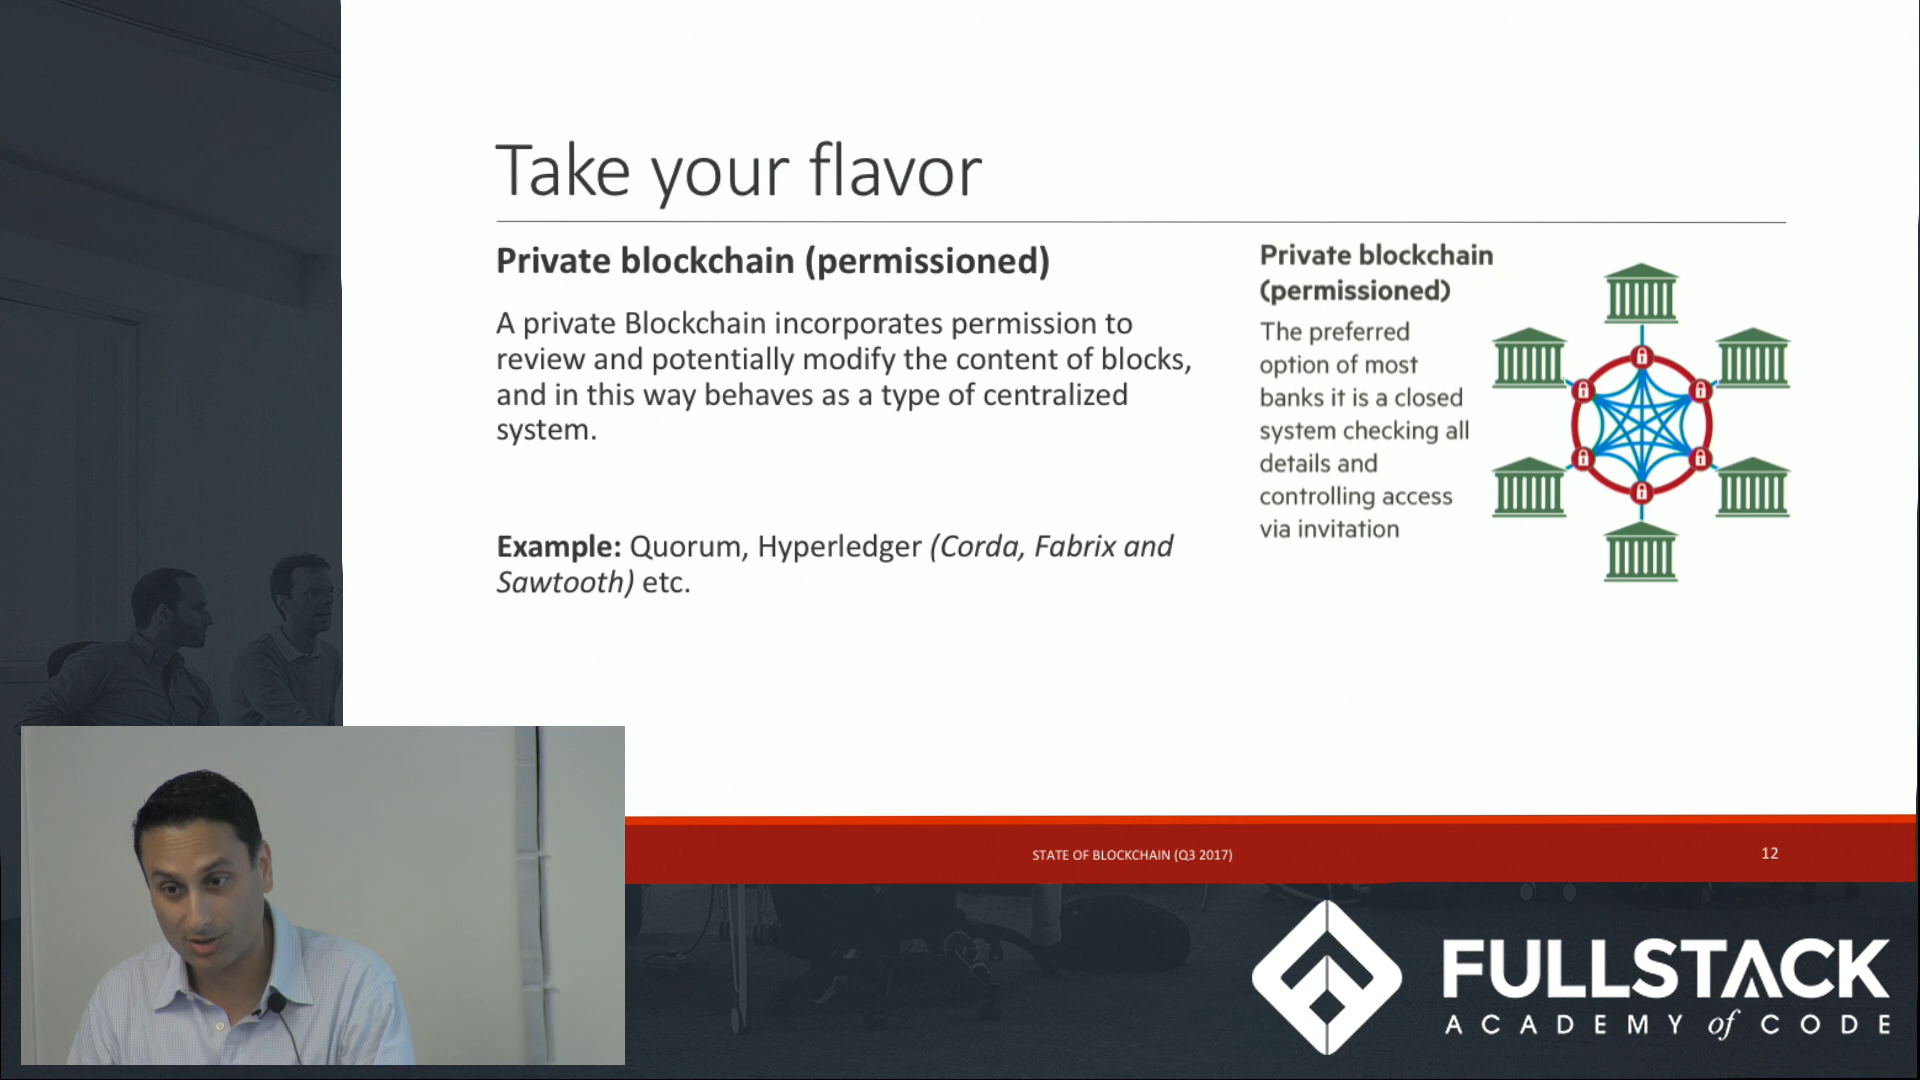 Take your flavor
Private blockchain (permissioned)
A private Blockchain incorporates permission to
review and potentially modify the content of blocks,
and in this way behaves as a type of centralized
system.
Example: Quorum, Hyperledger (Corda, Fabrix and
Sawtooth) etc.
Private blockchain
(permissioned)
The preferred
option of most
banks it is a closed
system checking all
details and
controlling access
via invitation
STATE OF BLOCKCHAIN (Q3 2017)
12
FULLSTACK
ACADEMY of CODE